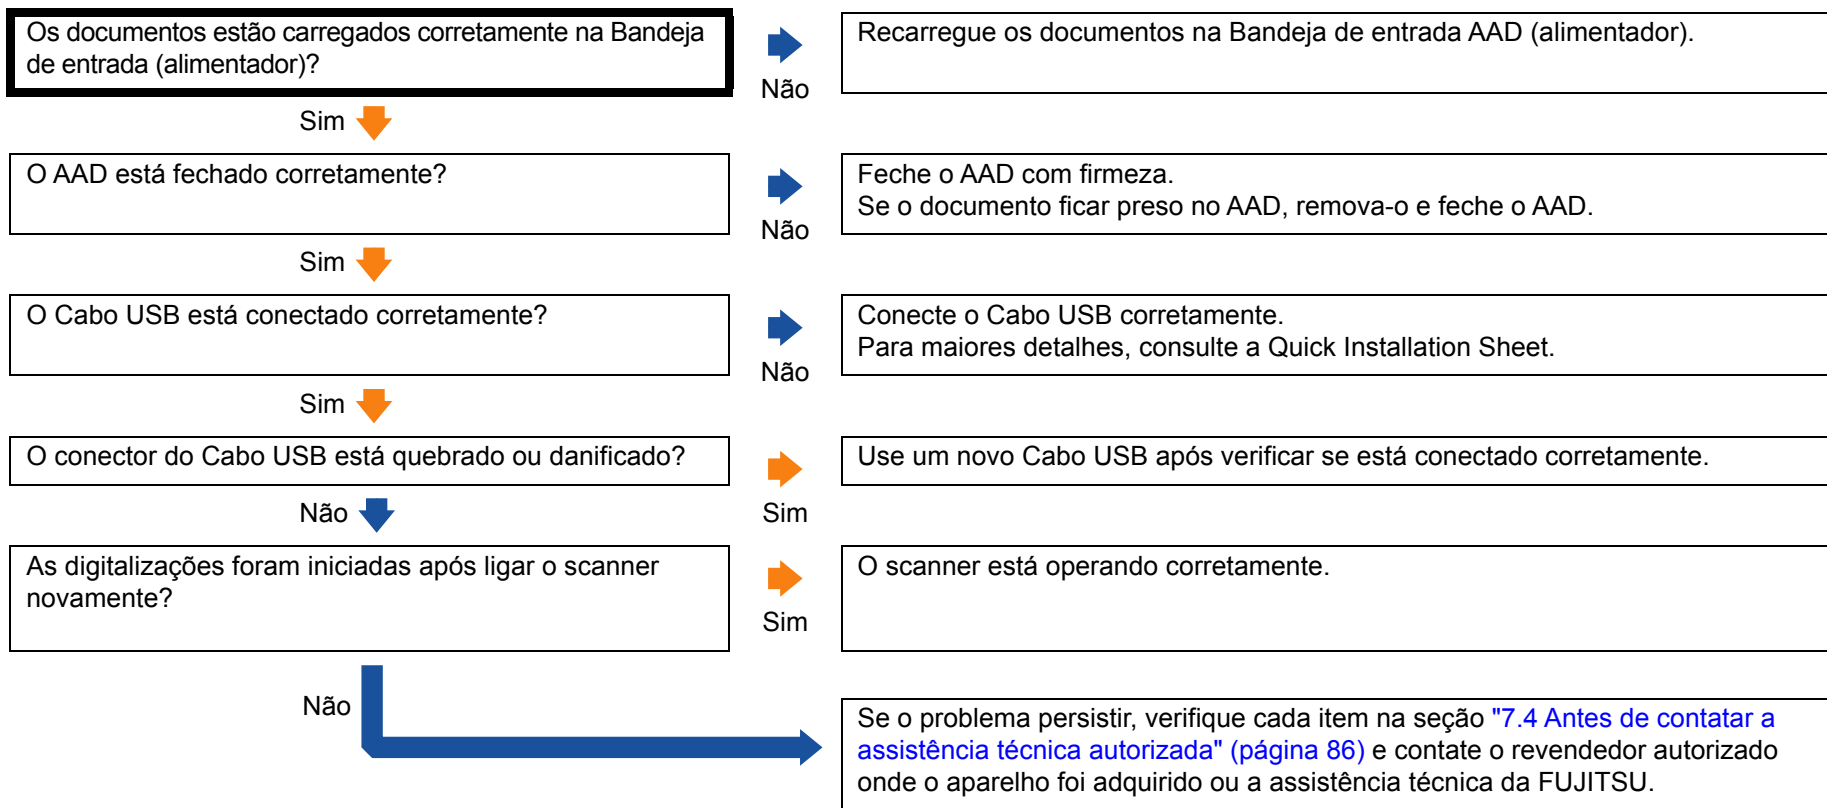 Os documentos estão carregados corretamente na Bandeja
de entrada (alimentador)?
Não
Recarregue os documentos na Bandeja de entrada AAD (alimentador).
Sim
O AAD está fechado corretamente?
Não
Feche o AAD com firmeza.
Se o documento ficar preso no AAD, remova-o e feche o AAD.
Sim
O Cabo USB está conectado corretamente?
Não
Conecte o Cabo USB corretamente.
Para maiores detalhes, consulte a Quick Installation Sheet.
Sim
O conector do Cabo USB está quebrado ou danificado?
Sim
Use um novo Cabo USB após verificar se está conectado corretamente.
Não
As digitalizações foram iniciadas após ligar o scanner
novamente?
Sim
O scanner está operando corretamente.
Não
Se o problema persistir, verifique cada item na seção "7.4 Antes de contatar a
assistência técnica autorizada" (página 86) e contate o revendedor autorizado
onde o aparelho foi adquirido ou a assistência técnica da FUJITSU.